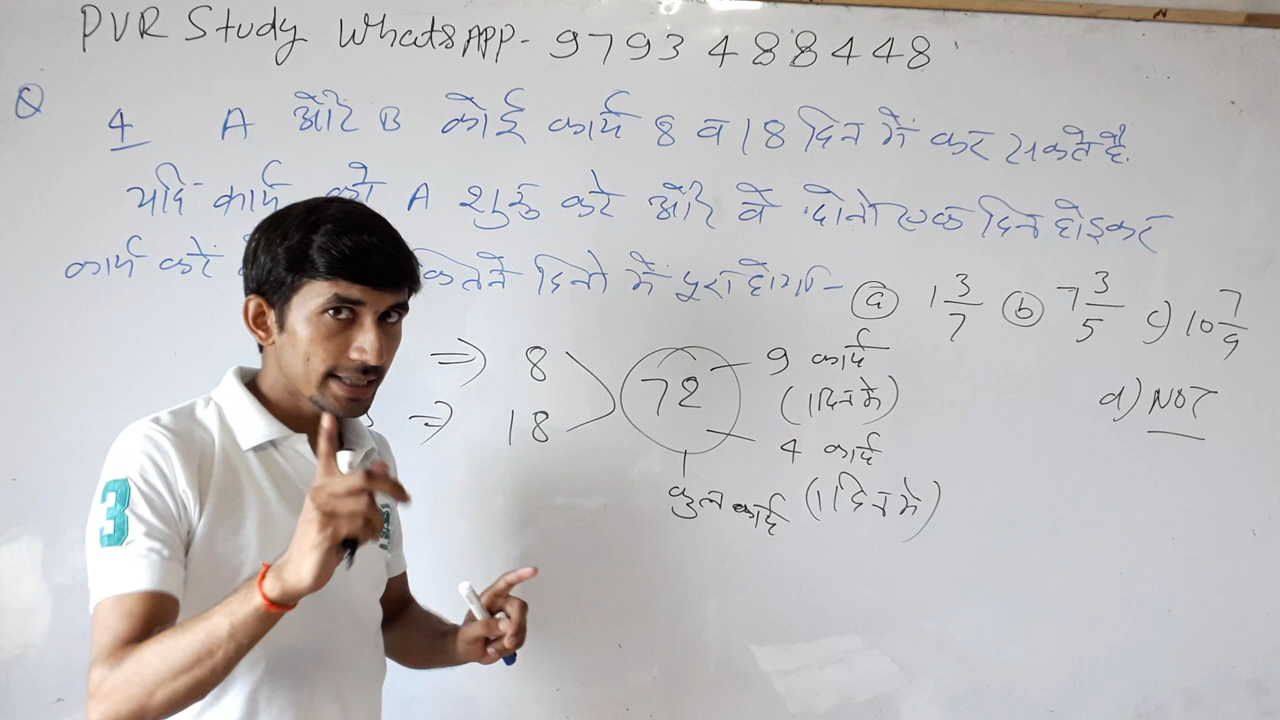 PVR Study WhatsAPP- 9793488448
Q 4 A और B कोई कार्य 8 व 18 दिन में कर सकते है.
यदि कार्य को A शुरु करे और वे दोनो एक दिन छोड़कर
कार्य करे कितने दिनो में पूरा होगा-
(a) 1 3/7 (b) 7 3/5 c) 10 7/9
d) NOT
⇒ 8
⇒ 18
72
9 कार्य
(1 दिन मे)
4 कार्य
(1 दिन मे)
कुल कार्य
3